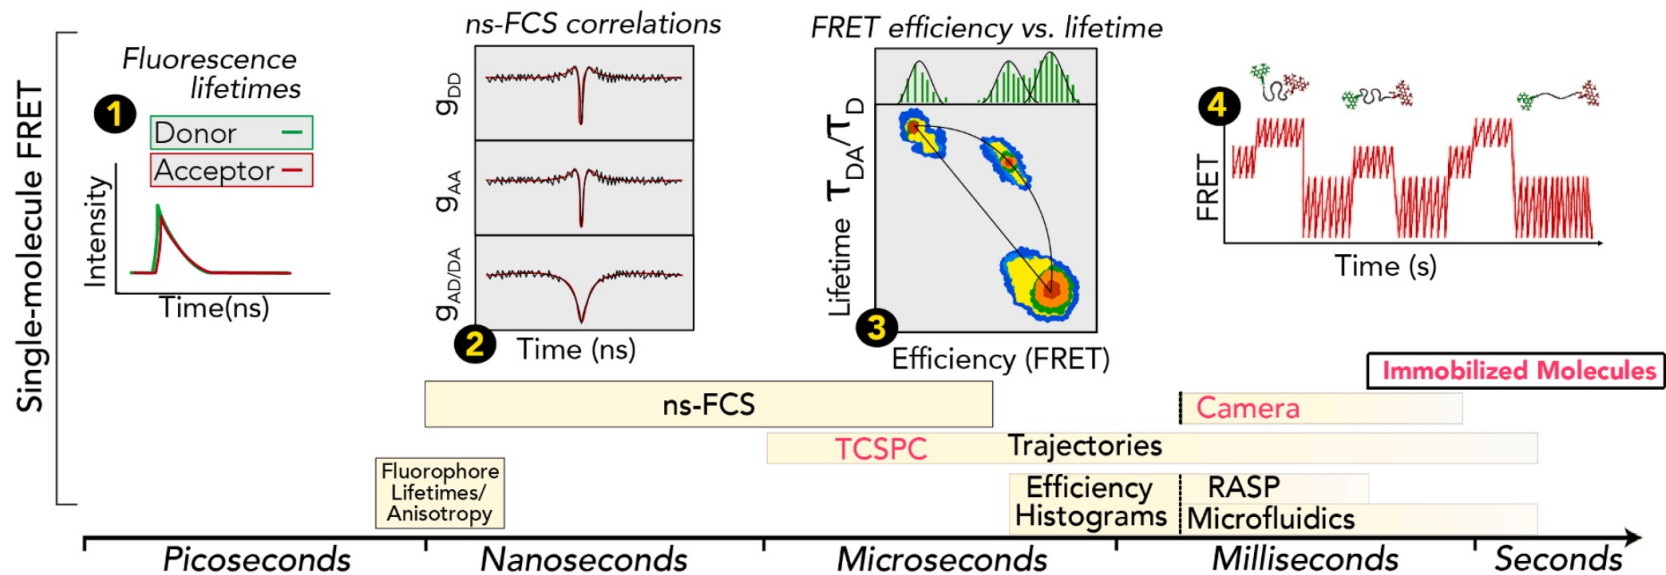 Single-molecule FRET
Fluorescence
lifetimes
1
Donor
Acceptor
Intensity
Time(ns)
ns-FCS correlations
gDD
gAA
gAD/DA
2
Time (ns)
FRET efficiency vs. lifetime
Lifetime τDA/τD
3
Efficiency (FRET)
4
FRET
Time (s)
Immobilized Molecules
ns-FCS
Camera
TCSPC
Trajectories
Fluorophore
Lifetimes/
Anisotropy
Efficiency
Histograms
RASP
Microfluidics
Picoseconds
Nanoseconds
Microseconds
Milliseconds
Seconds